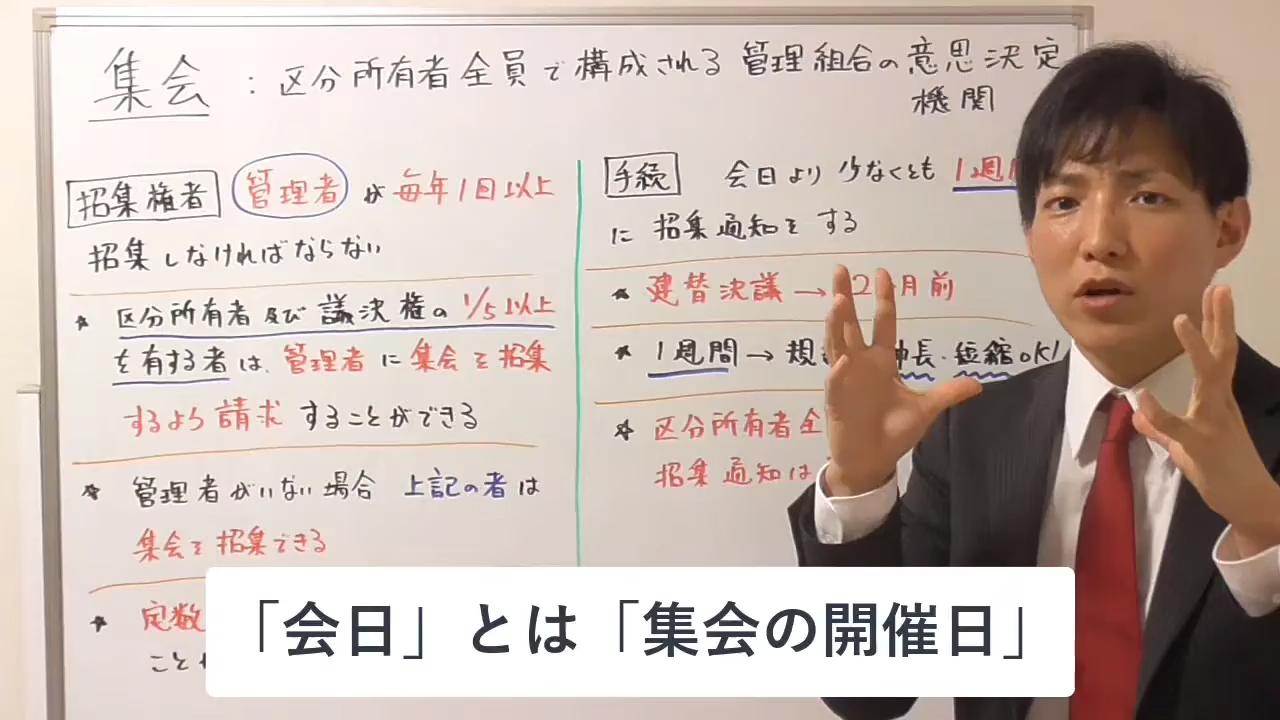 集会：区分所有者全員で構成される管理組合の意思決定
機関
招集権者 管理者が毎年1回以上
招集しなければならない
★ 区分所有者及び議決権の1/5以上
を有する者は、管理者に集会を招集
するよう請求することができる
★ 管理者がいない場合 上記の者は
集会を招集できる
★ 定数
こと
手続 会日より少なくとも1週
に招集通知をする
★ 建替決議→2 月前
★ 1週間→規 伸長・短縮OK!
★ 区分所有者全
招集通知は
「会日」とは「集会の開催日」